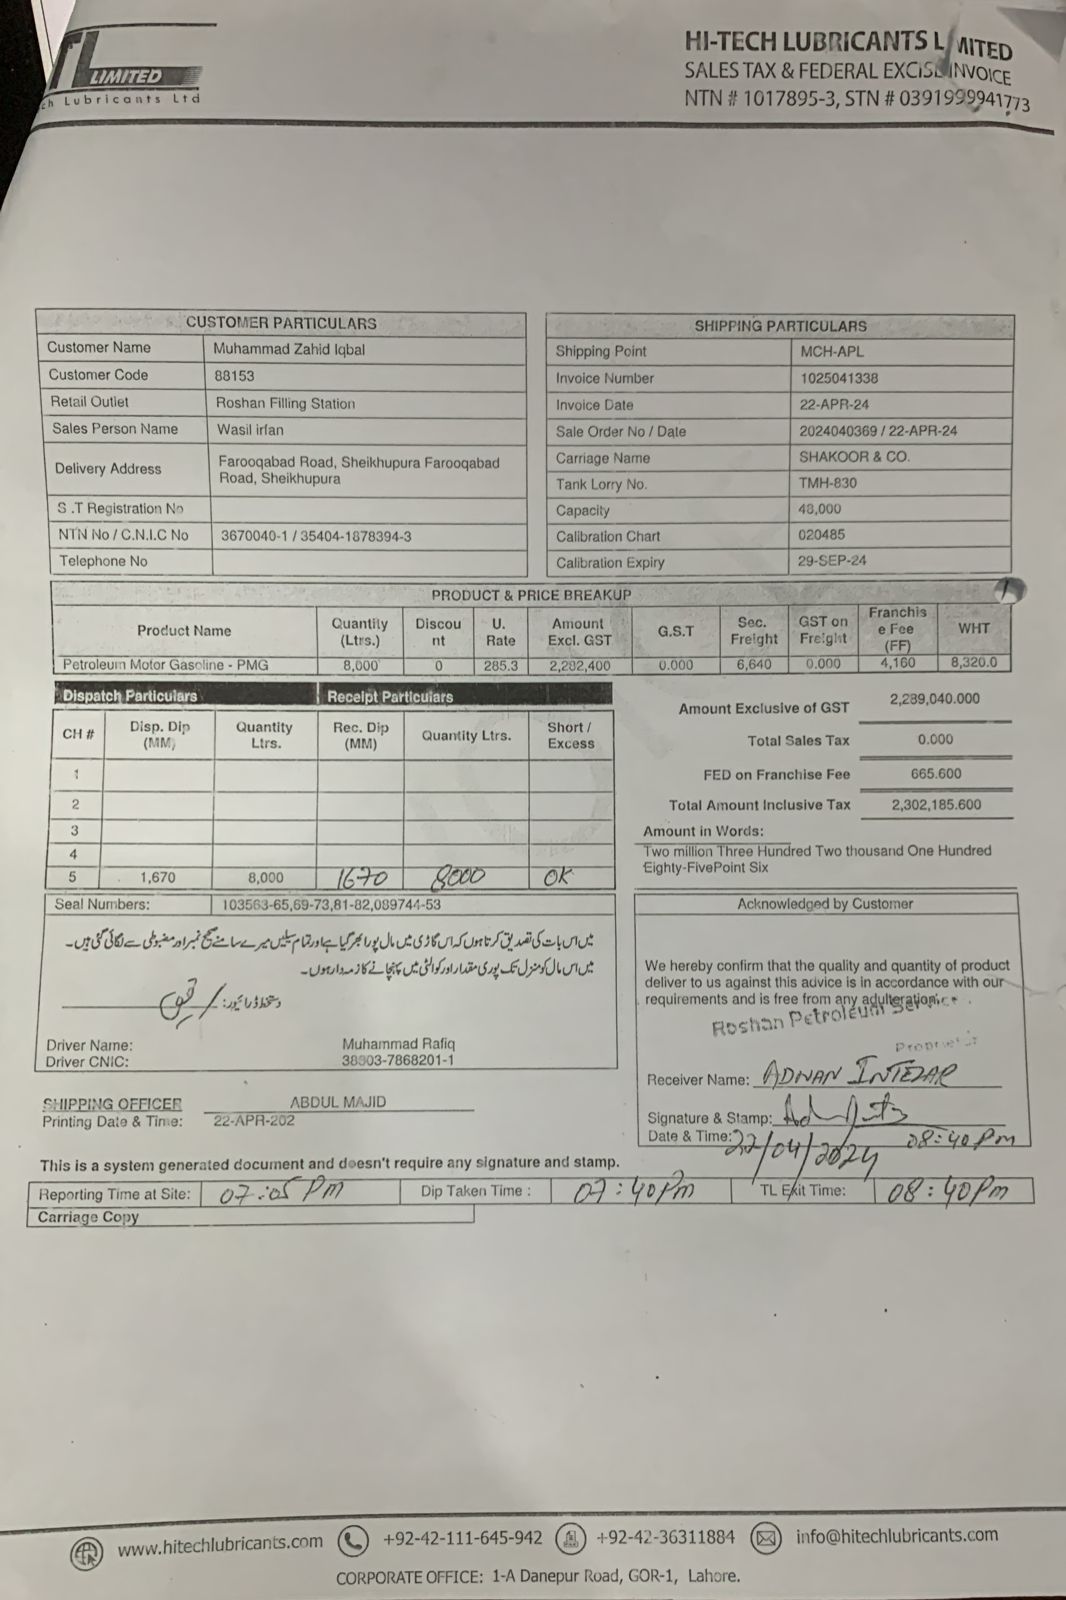 LIMITED
ch Lubricants Ltd
HI-TECH LUBRICANTS LIMITED
SALES TAX & FEDERAL EXCISE INVOICE
NTN # 1017895-3, STN # 0391999941773
CUSTOMER PARTICULARS
Customer Name Muhammad Zahid Iqbal
Customer Code 88153
Retail Outlet Roshan Filling Station
Sales Person Name Wasil irfan
Delivery Address Farooqabad Road, Sheikhupura Farooqabad
Road, Sheikhupura
S .T Registration No
NTN No / C.N.I.C No 3670040-1 / 35404-1878394-3
Telephone No
SHIPPING PARTICULARS
Shipping Point MCH-APL
Invoice Number 1025041338
Invoice Date 22-APR-24
Sale Order No / Date 2024040369 / 22-APR-24
Carriage Name SHAKOOR & CO.
Tank Lorry No. TMH-830
Capacity 48,000
Calibration Chart 020485
Calibration Expiry 29-SEP-24
PRODUCT & PRICE BREAKUP
Product Name Quantity (Ltrs.) Discou nt U. Rate Amount Excl. GST G.S.T Sec. Freight GST on Freight Franchis e Fee (FF) WHT
Petroleum Motor Gasoline - PMG 8,000 0 285.3 2,282,400 0.000 6,640 0.000 4,160 8,320.0
Dispatch Particulars Receipt Particulars
CH # Disp. Dip (MM) Quantity Ltrs. Rec. Dip (MM) Quantity Ltrs. Short / Excess
1
2
3
4
5 1,670 8,000 1670 8000 OK
Amount Exclusive of GST 2,289,040.000
Total Sales Tax 0.000
FED on Franchise Fee 665.600
Total Amount Inclusive Tax 2,302,185.600
Amount in Words:
Two million Three Hundred Two thousand One Hundred
Eighty-FivePoint Six
Seal Numbers: 103563-65,69-73,81-82,089744-53
میں اس بات کی تصدیق کرتا ہوں کہ اس گاڑی میں مال پورا بھرا گیا ہے اور تمام سیلیں میرے سامنے صحیح نمبر اور مضبوطی سے لگائی گئی ہیں۔
میں اس مال کو منزل تک پوری مقدار اور کوالٹی میں پہنچانے کا ذمہ دار ہوں۔
دستخط ڈرائیور:
Driver Name: Muhammad Rafiq
Driver CNIC: 38303-7868201-1
Acknowledged by Customer
We hereby confirm that the quality and quantity of product
deliver to us against this advice is in accordance with our
requirements and is free from any adulteration.
Roshan Petroleum Service
Proprietor
Receiver Name: ADNAN INTEZAR
Signature & Stamp:
Date & Time: 22/04/2024 08:40 Pm
SHIPPING OFFICER ABDUL MAJID
Printing Date & Time: 22-APR-202
This is a system generated document and doesn't require any signature and stamp.
Reporting Time at Site: 07:05 PM Dip Taken Time : 07:40 Pm TL Exit Time: 08:40 Pm
Carriage Copy
www.hitechlubricants.com +92-42-111-645-942 +92-42-36311884 info@hitechlubricants.com
CORPORATE OFFICE: 1-A Danepur Road, GOR-1, Lahore.